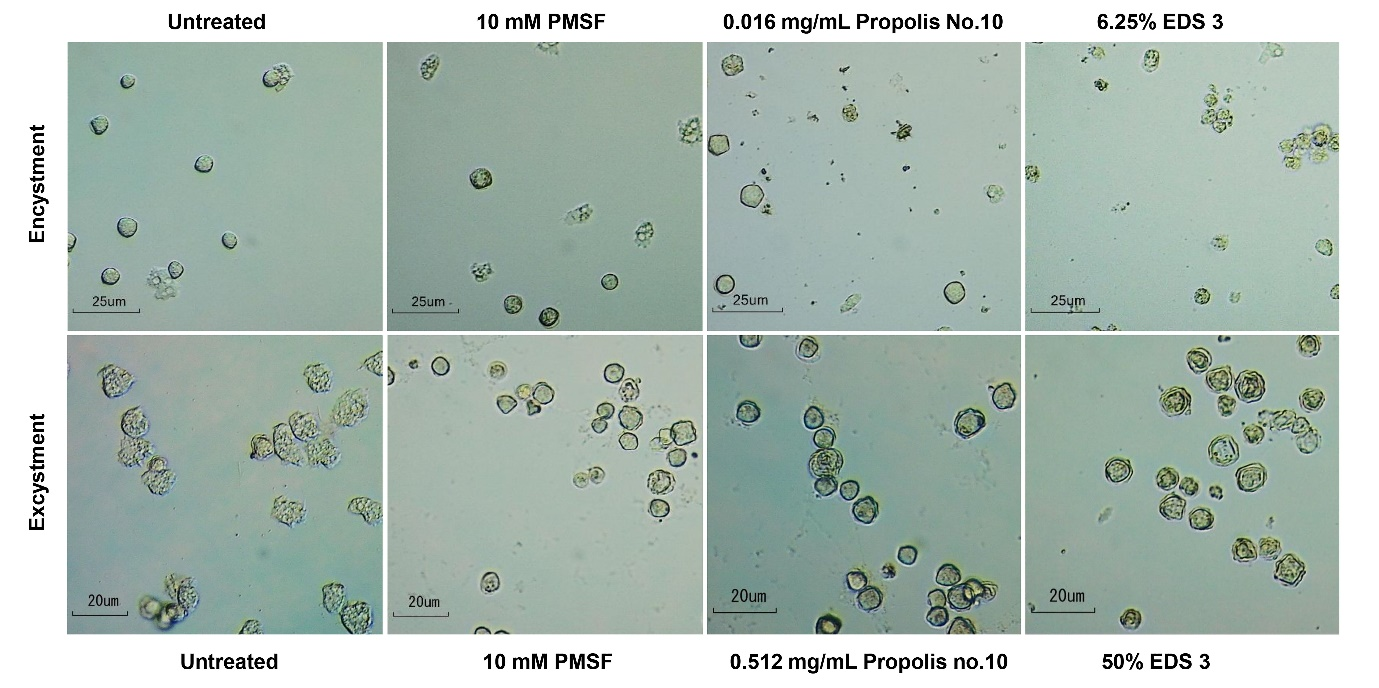 Untreated
10 mM PMSF
0.016 mg/mL Propolis No.10
6.25% EDS 3
Encystment
25um
25um
25um
25um
Excystment
20um
20um
20um
20um
Untreated
10 mM PMSF
0.512 mg/mL Propolis no.10
50% EDS 3